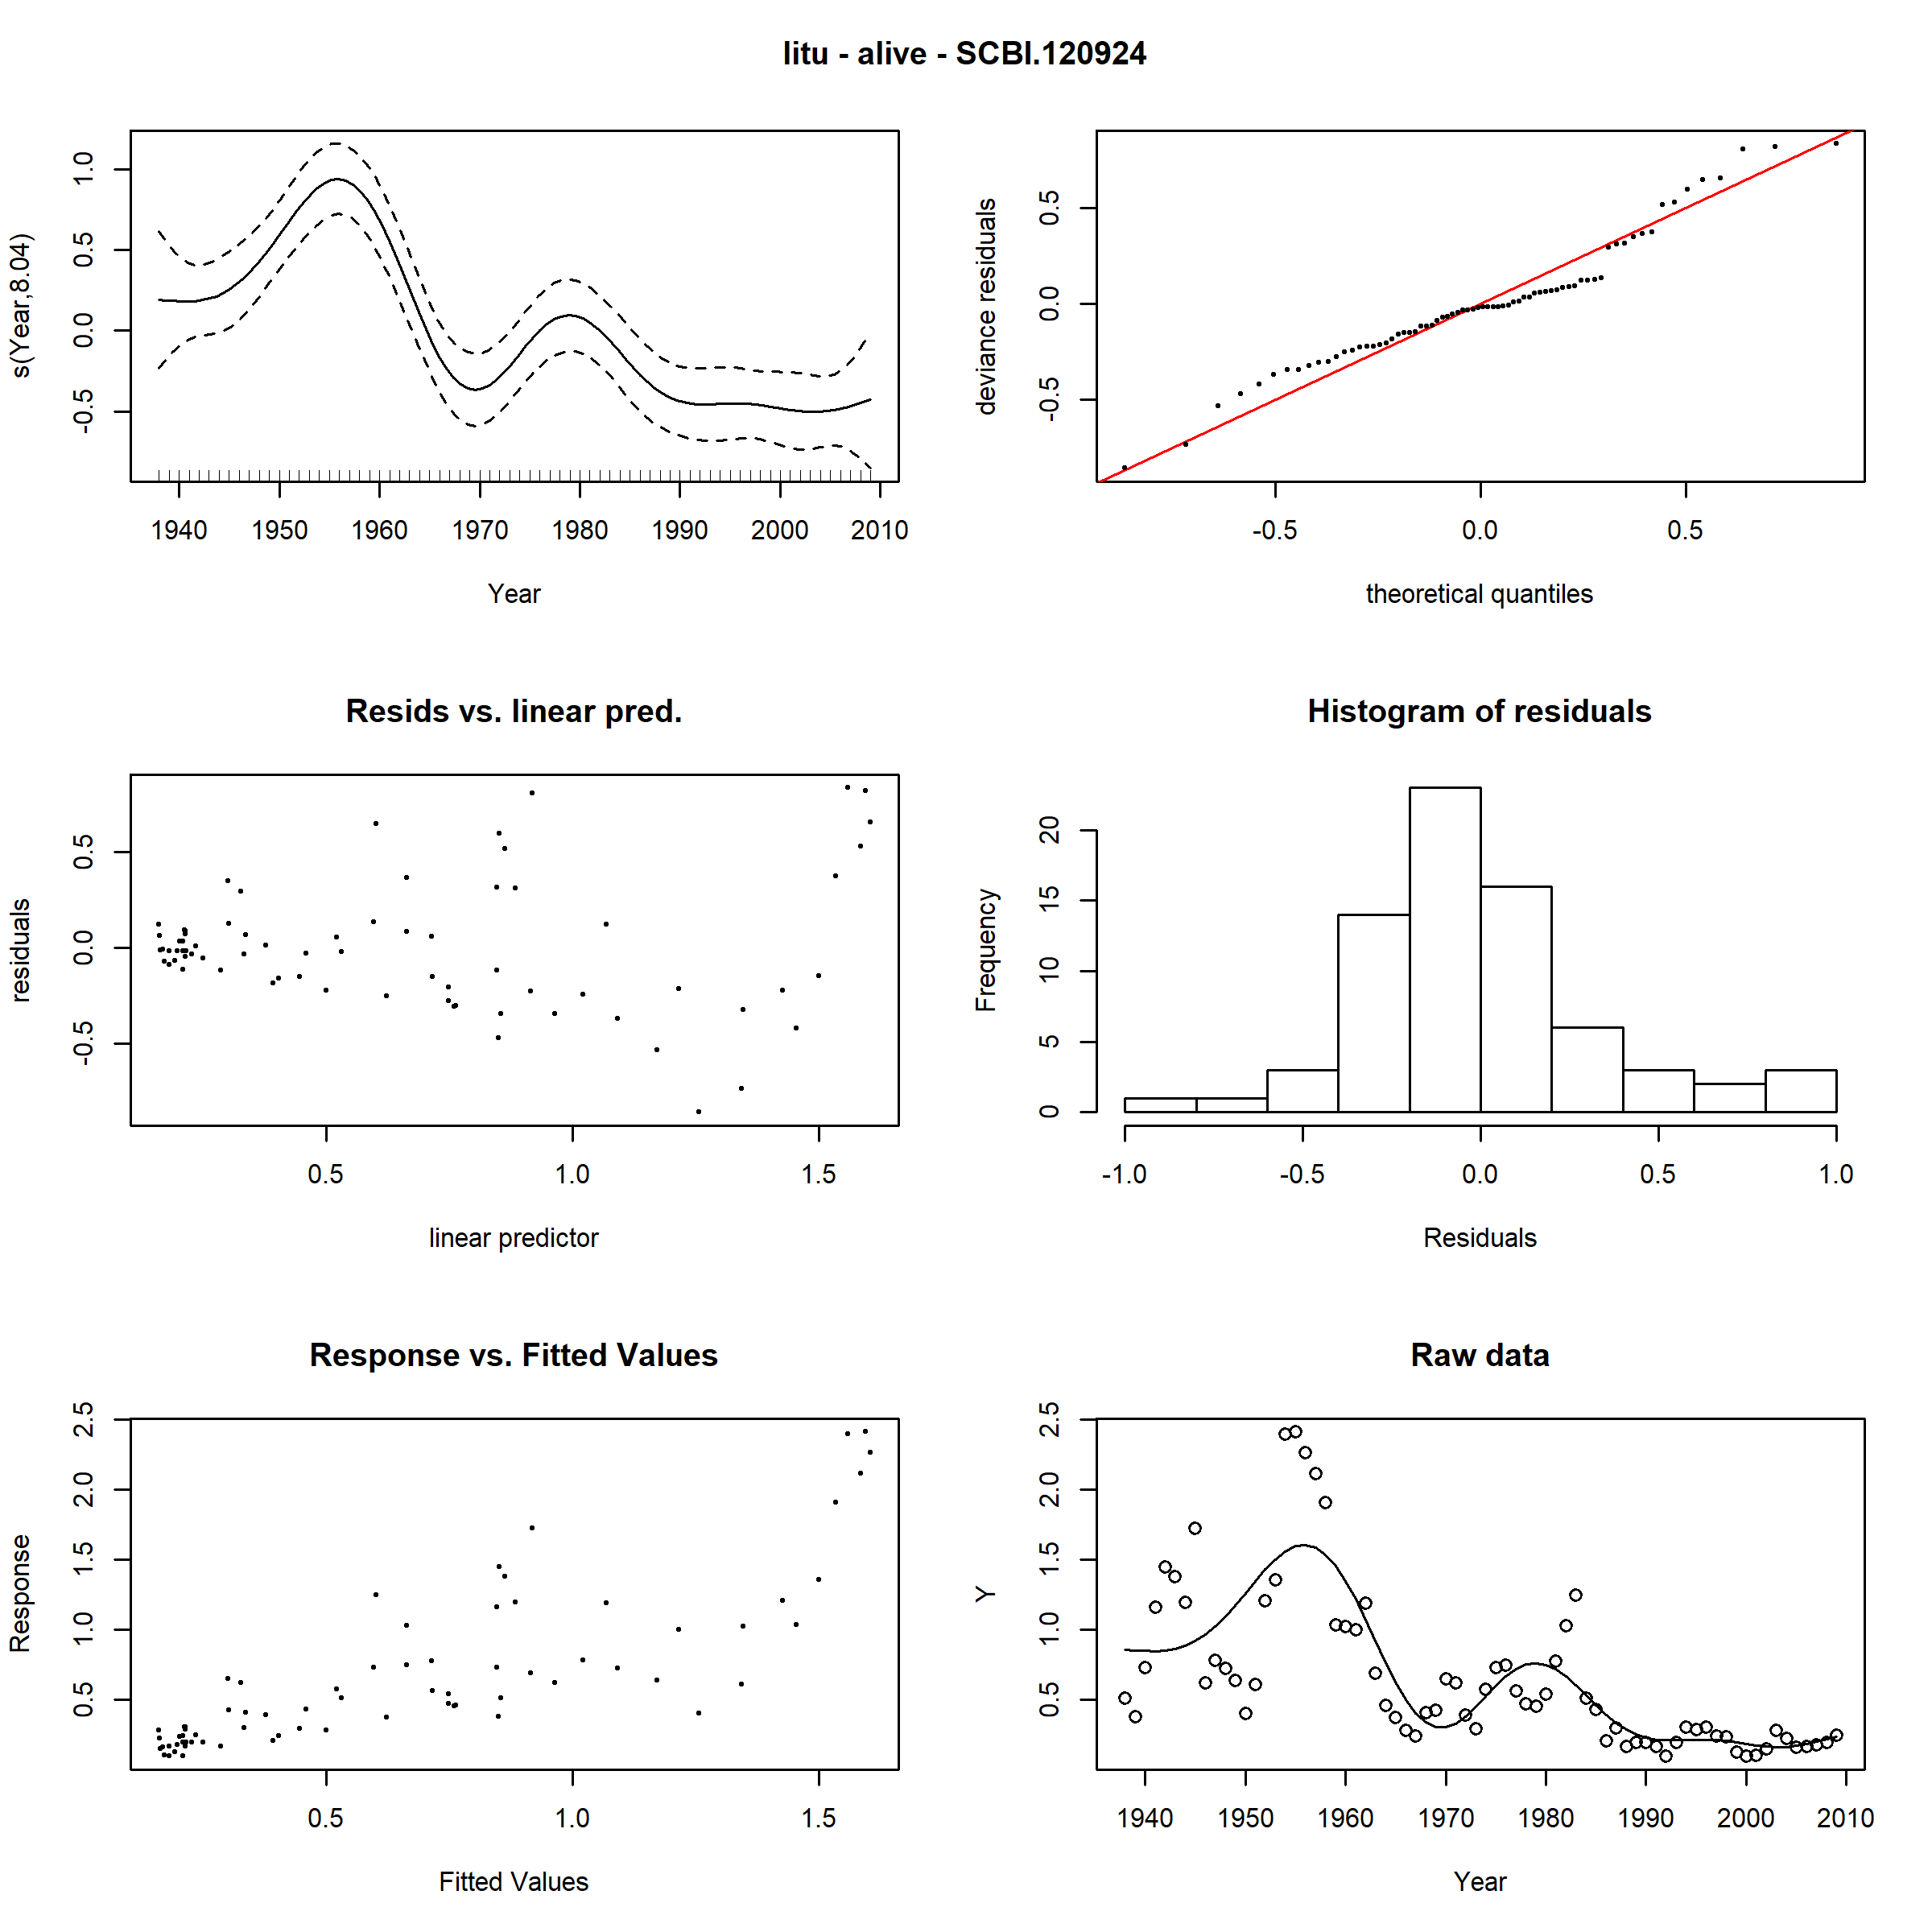 litu - alive - SCBI.120924
s(Year,8.04)
-0.5 0.0 0.5 1.0
1940 1950 1960 1970 1980 1990 2000 2010
Year
deviance residuals
-0.5 0.0 0.5
-0.5 0.0 0.5
theoretical quantiles
Resids vs. linear pred.
residuals
-0.5 0.0 0.5
0.5 1.0 1.5
linear predictor
Histogram of residuals
Frequency
0 5 10 15 20
-1.0 -0.5 0.0 0.5 1.0
Residuals
Response vs. Fitted Values
Response
0.5 1.0 1.5 2.0 2.5
0.5 1.0 1.5
Fitted Values
Raw data
Y
0.5 1.0 1.5 2.0 2.5
1940 1950 1960 1970 1980 1990 2000 2010
Year